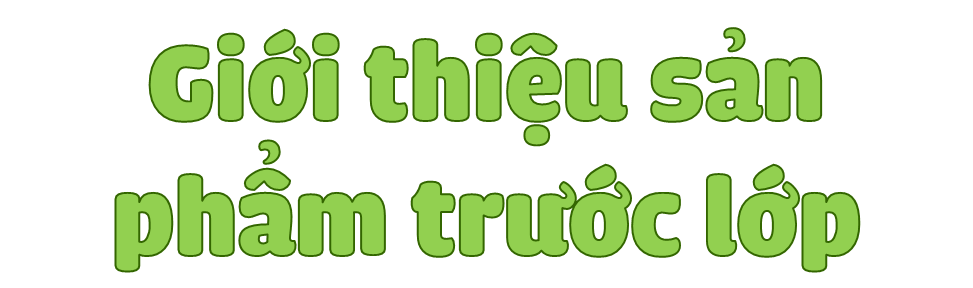 Giới thiệu sản
phẩm trước lớp